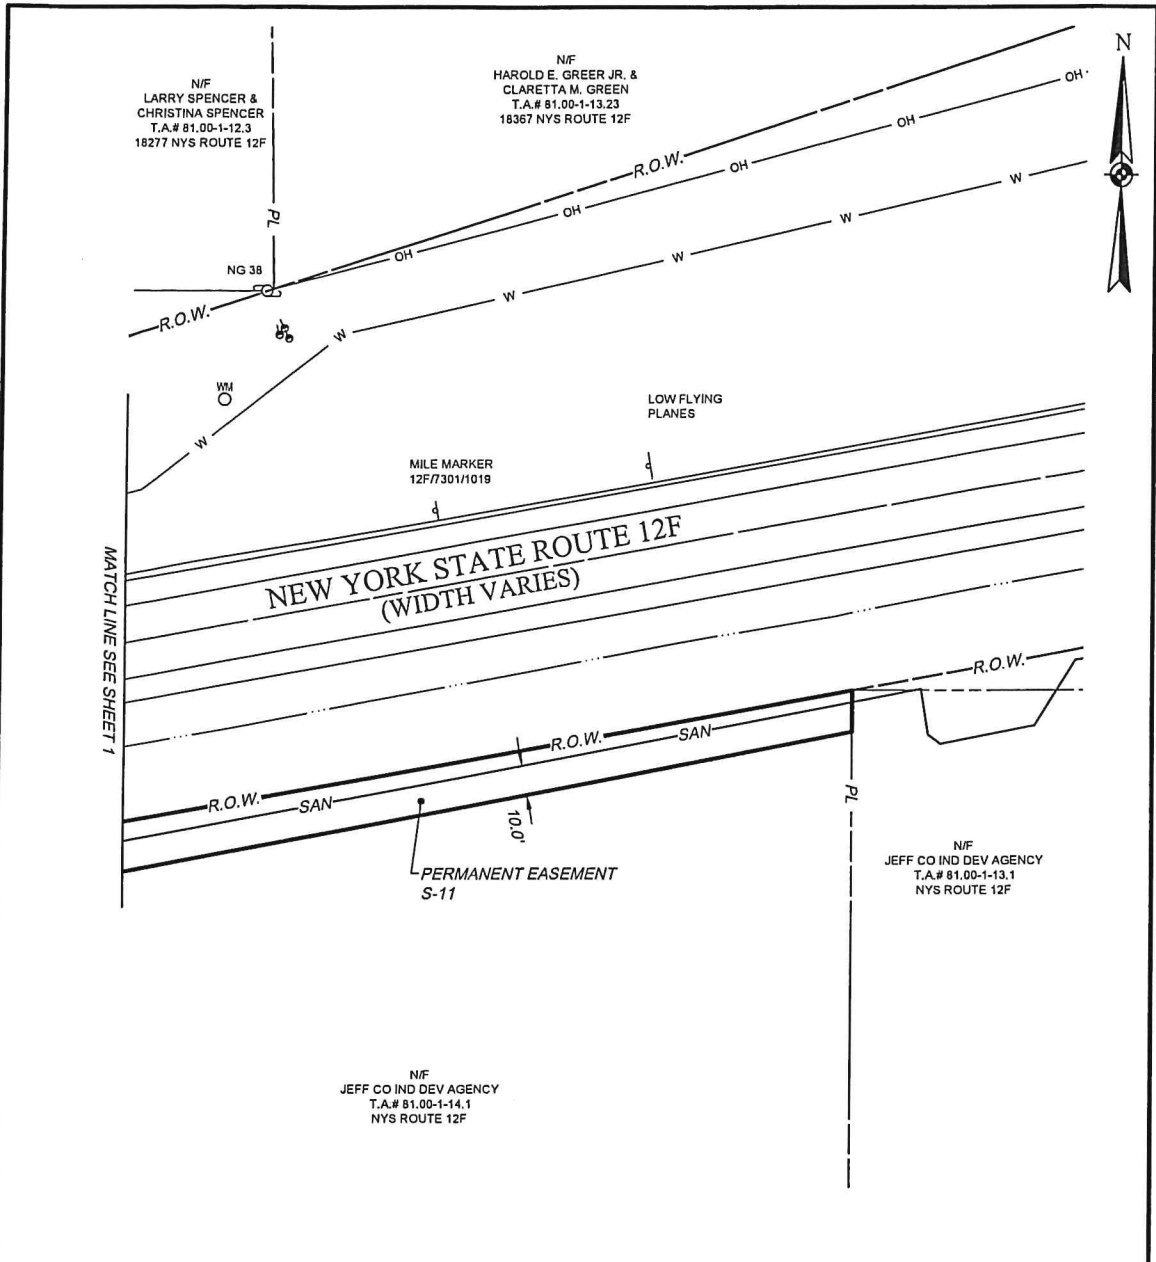 N/F
LARRY SPENCER &
CHRISTINA SPENCER
T.A.# 81.00-1-12.3
18277 NYS ROUTE 12F
N/F
HAROLD E. GREER JR. &
CLARETTA M. GREEN
T.A.# 81.00-1-13.23
18367 NYS ROUTE 12F
N
OH
OH
OH
OH
OH
R.O.W.
PL
W
W
W
W
W
W
NG 38
R.O.W.
WM
LOW FLYING
PLANES
MILE MARKER
12F/7301/1019
NEW YORK STATE ROUTE 12F
(WIDTH VARIES)
MATCH LINE SEE SHEET 1
R.O.W.
R.O.W.
SAN
R.O.W.
SAN
10.0'
PL
PERMANENT EASEMENT
S-11
N/F
JEFF CO IND DEV AGENCY
T.A.# 81.00-1-13.1
NYS ROUTE 12F
N/F
JEFF CO IND DEV AGENCY
T.A.# 81.00-1-14.1
NYS ROUTE 12F